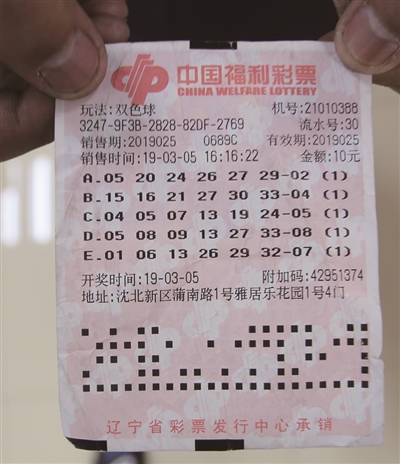 中国福利彩票
CHINA WELFARE LOTTERY
玩法：双色球 机号：21010388
3247-9F3B-2828-82DF-2769 流水号：30
销售期：2019025 0689C 有效期：2019025
销售时间：19-03-05 16:16:22 金额：10元
A.05 20 24 26 27 29-02 (1)
B.15 16 21 27 30 33-04 (1)
C.04 05 07 13 19 24-05 (1)
D.05 08 09 13 27 33-08 (1)
E.01 06 13 26 29 32-07 (1)
开奖时间：19-03-05 附加码：42951374
地址：沈北新区蒲南路1号雅居乐花园1号4门
辽宁省彩票发行中心承销